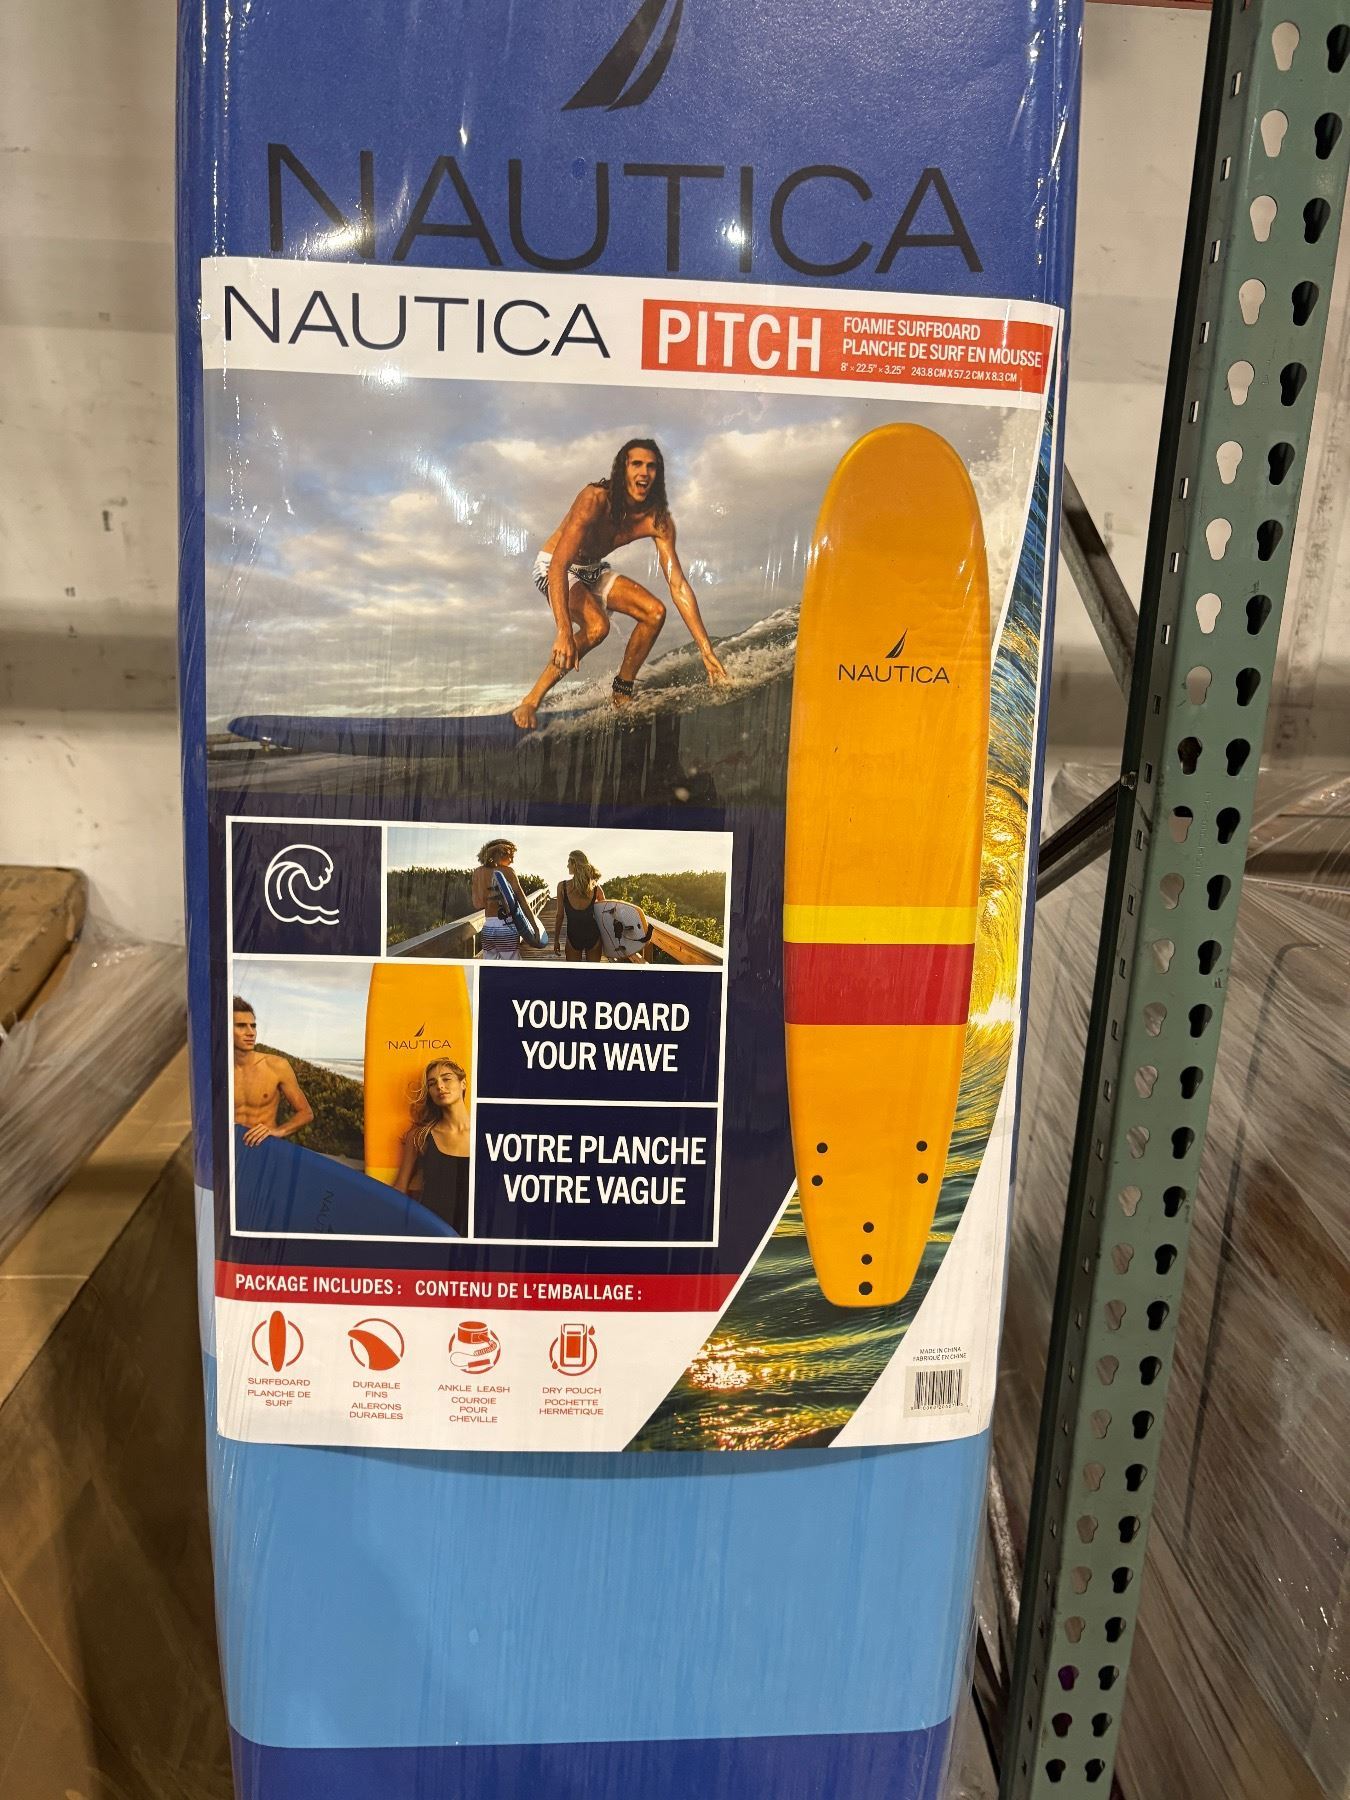 NAUTICA
NAUTICA PITCH
FOAMIE SURFBOARD
PLANCHE DE SURF EN MOUSSE
8' x 22.5" x 3.25" 243.8 CM X 57.2 CM X 8.3 CM
NAUTICA
NAUTICA
YOUR BOARD
YOUR WAVE
VOTRE PLANCHE
VOTRE VAGUE
NAUT
PACKAGE INCLUDES : CONTENU DE L'EMBALLAGE :
SURFBOARD
PLANCHE DE
SURF
DURABLE
FINS
AILERONS
DURABLES
ANKLE LEASH
COUROIE
POUR
CHEVILLE
DRY POUCH
POCHETTE
HERMÉTIQUE
MADE IN CHINA
FABRIQUÉ EN CHINE